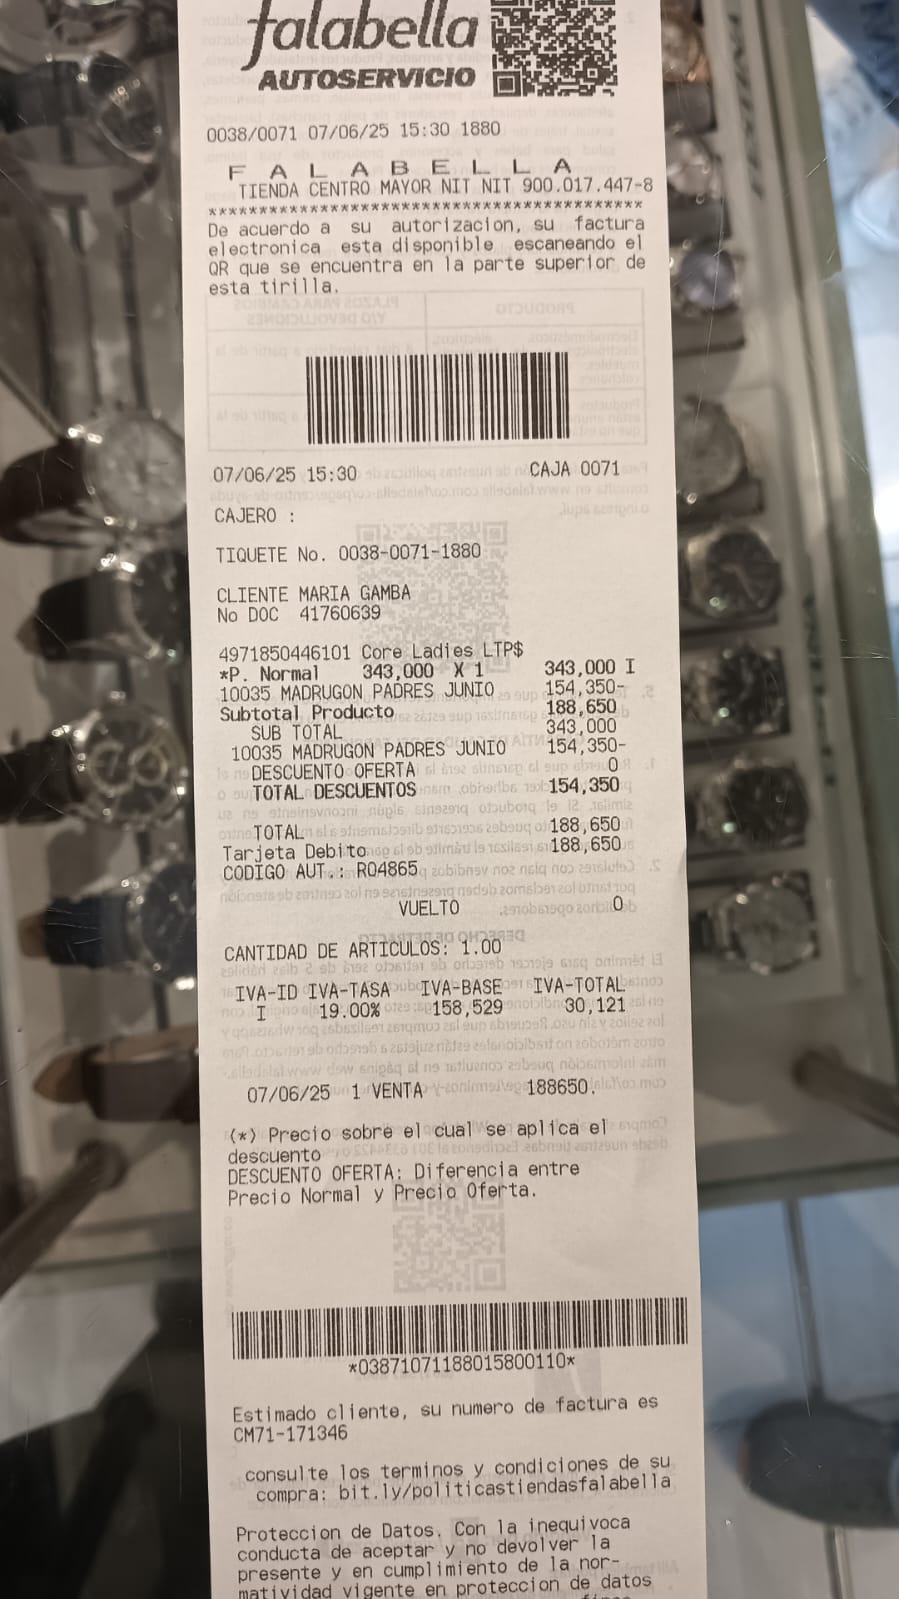 falabella
AUTOSERVICIO
0038/0071 07/06/25 15:30 1880
F A L A B E L L A
TIENDA CENTRO MAYOR NIT NIT 900.017.447-8
******************************************
De acuerdo a su autorizacion, su factura
electronica esta disponible escaneando el
QR que se encuentra en la parte superior de
esta tirilla.
07/06/25 15:30 CAJA 0071
CAJERO :
TIQUETE No. 0038-0071-1880
CLIENTE MARIA GAMBA
No DOC 41760639
4971850446101 Core Ladies LTP$
*P. Normal 343,000 X 1 343,000 I
10035 MADRUGON PADRES JUNIO 154,350-
Subtotal Producto 188,650
SUB TOTAL 343,000
10035 MADRUGON PADRES JUNIO 154,350-
DESCUENTO OFERTA 0
TOTAL DESCUENTOS 154,350
TOTAL 188,650
Tarjeta Debito 188,650
CODIGO AUT.: R04865
VUELTO 0
CANTIDAD DE ARTICULOS: 1.00
IVA-ID IVA-TASA IVA-BASE IVA-TOTAL
I 19.00% 158,529 30,121
07/06/25 1 VENTA 188650.
(*) Precio sobre el cual se aplica el
descuento
DESCUENTO OFERTA: Diferencia entre
Precio Normal y Precio Oferta.
*03871071188015800110*
Estimado cliente, su numero de factura es
CM71-171346
consulte los terminos y condiciones de su
compra: bit.ly/politicastiendasfalabella
Proteccion de Datos. Con la inequivoca
conducta de aceptar y no devolver la
presente y en cumplimiento de la nor-
matividad vigente en proteccion de datos